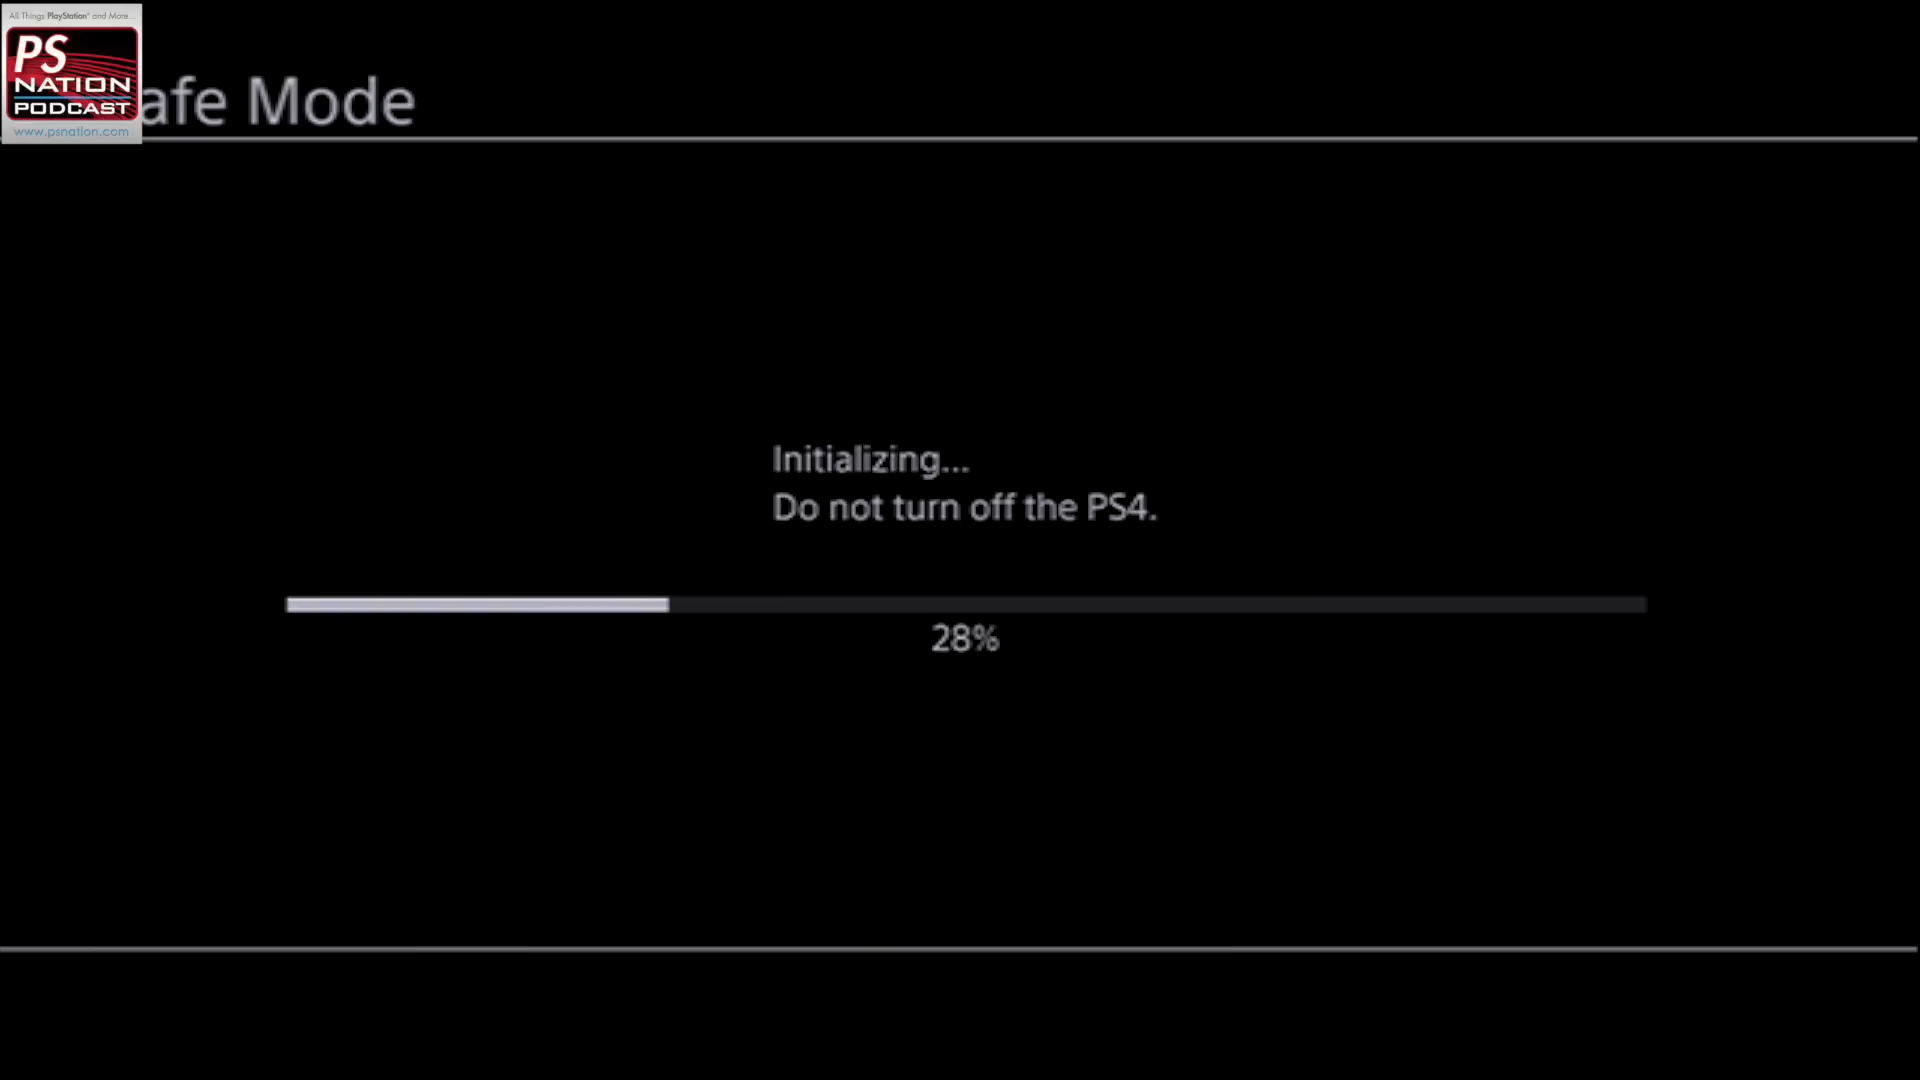 All Things PlayStation® and More...
PS
NATION
PODCAST
www.psnation.com
afe Mode
Initializing...
Do not turn off the PS4.
28%